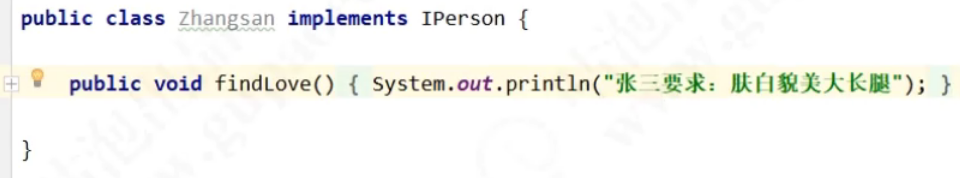 public class Zhangsan implements IPerson {
public void findLove() { System.out.println("张三要求：肤白貌美大长腿"); }
}